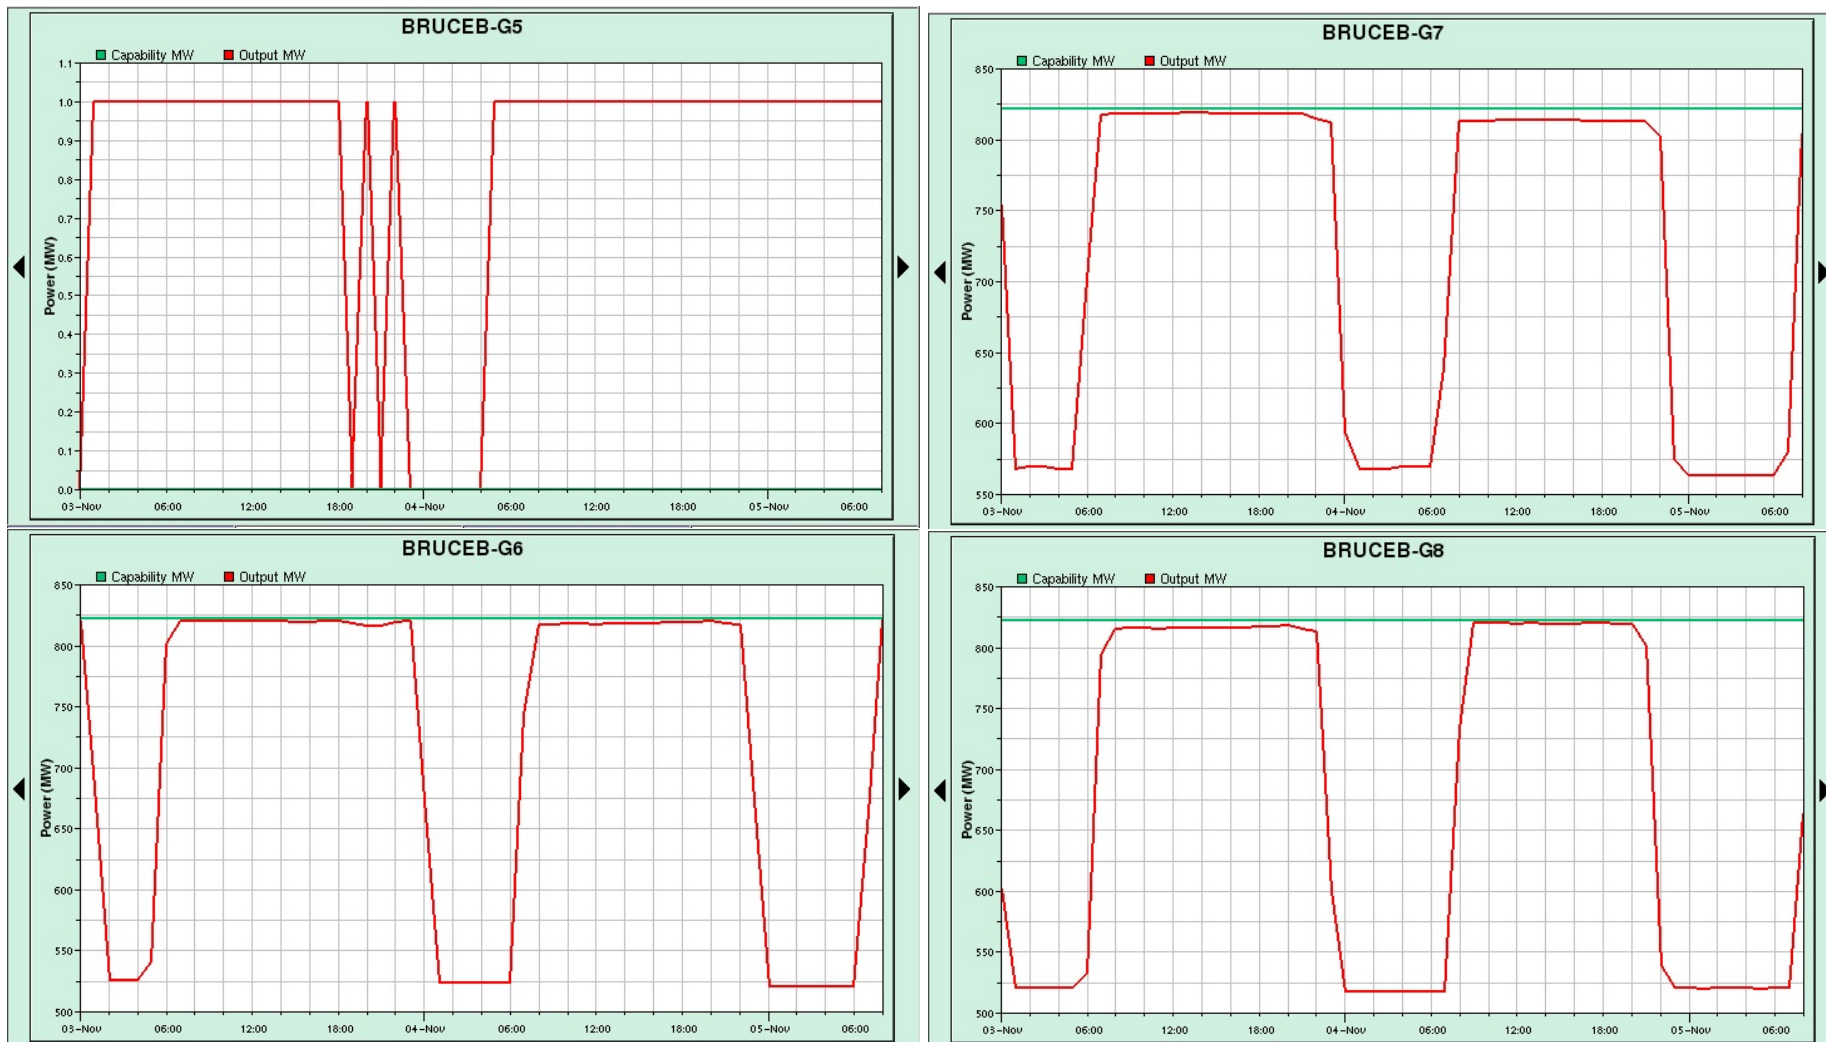 BRUCEB-G5
Capability MW Output MW
Power (MW)
1.1
1.0
0.9
0.8
0.7
0.6
0.5
0.4
0.3
0.2
0.1
0.0
03-Nov 06:00 12:00 18:00 04-Nov 06:00 12:00 18:00 05-Nov 06:00
BRUCEB-G7
Capability MW Output MW
Power (MW)
850
800
750
700
650
600
550
03-Nov 06:00 12:00 18:00 04-Nov 06:00 12:00 18:00 05-Nov 06:00
BRUCEB-G6
Capability MW Output MW
Power (MW)
850
800
750
700
650
600
550
500
03-Nov 06:00 12:00 18:00 04-Nov 06:00 12:00 18:00 05-Nov 06:00
BRUCEB-G8
Capability MW Output MW
Power (MW)
850
800
750
700
650
600
550
500
03-Nov 06:00 12:00 18:00 04-Nov 06:00 12:00 18:00 05-Nov 06:00